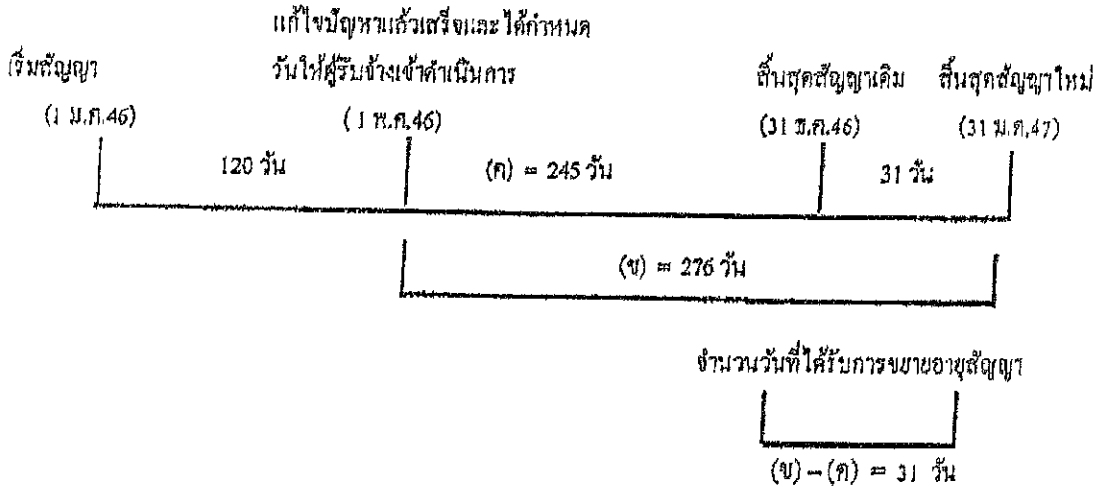 แก้ไขปัญหาแล้วเสร็จและได้กำหนด
วันให้ผู้รับจ้างเข้าดำเนินการ
เริ่มสัญญา
(1 ม.ค.46)
(1 พ.ค.46)
สิ้นสุดสัญญาเดิม
(31 ธ.ค.46)
สิ้นสุดสัญญาใหม่
(31 ม.ค.47)
120 วัน
(ค) = 245 วัน
31 วัน
(ข) = 276 วัน
จำนวนวันที่ได้รับการขยายอายุสัญญา
(ข) – (ค) = 31 วัน